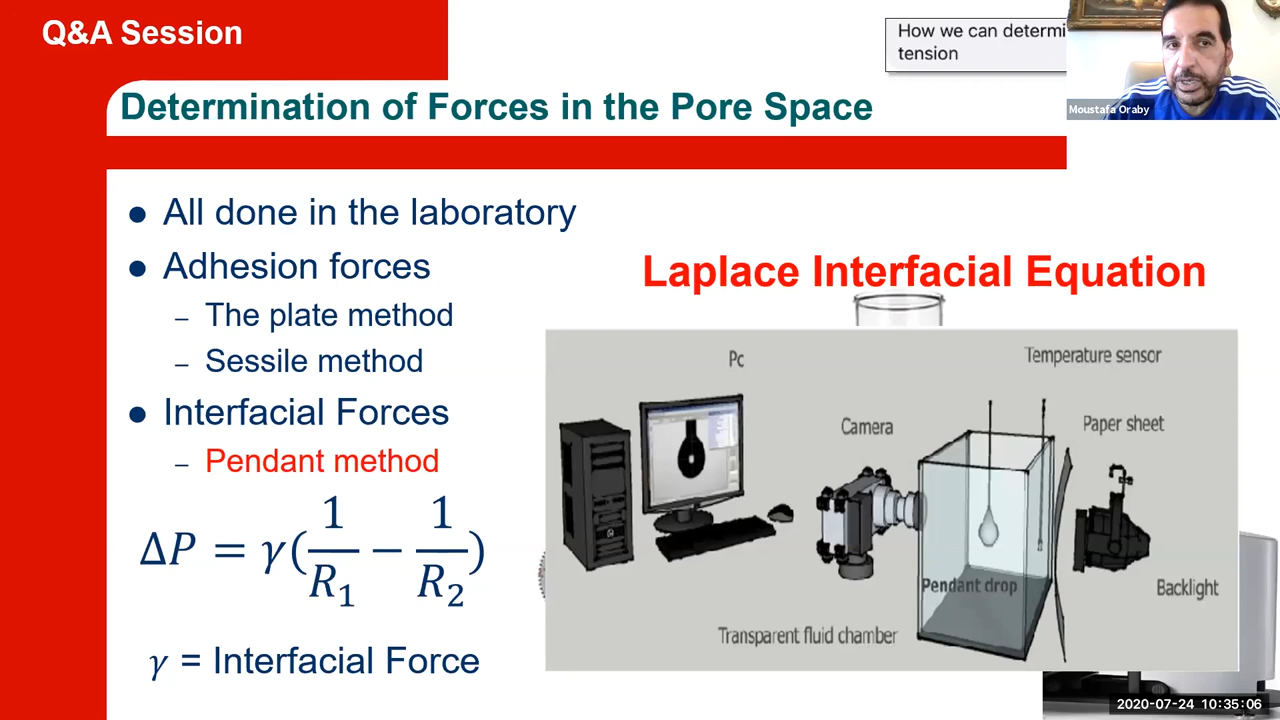 Q&A Session
How we can determi
tension
Moustafa Oraby
Determination of Forces in the Pore Space
● All done in the laboratory
● Adhesion forces
– The plate method
– Sessile method
● Interfacial Forces
– Pendant method
ΔP = γ(1/R₁ − 1/R₂)
γ = Interfacial Force
Laplace Interfacial Equation
Pc
Temperature sensor
Camera
Paper sheet
Pendant drop
Backlight
Transparent fluid chamber
2020-07-24 10:35:06